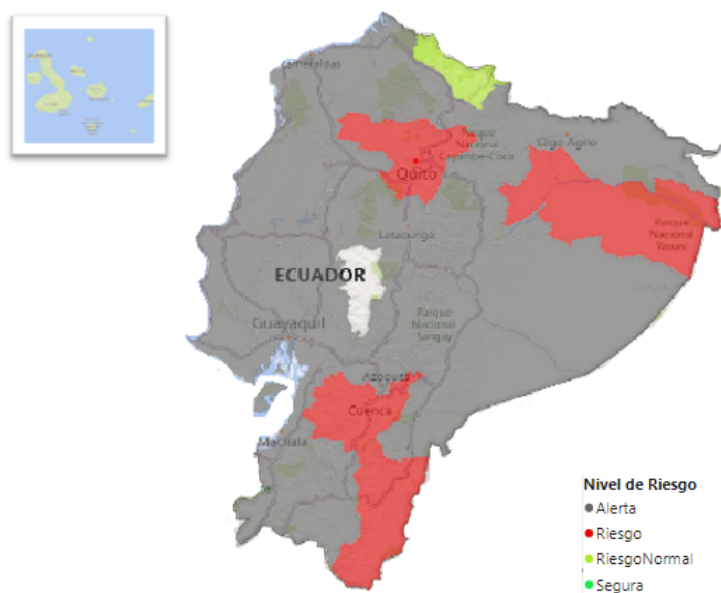 Esmeraldas
Parque
Nacional
Cayambe-Coca
Lago Agrio
Quito
Parque
Nacional
Yasuni
Latacunga
ECUADOR
Parque
Nacional
Sangay
Guayaquil
Azogues
Cuenca
Machala
Nivel de Riesgo
Alerta
Riesgo
RiesgoNormal
Segura